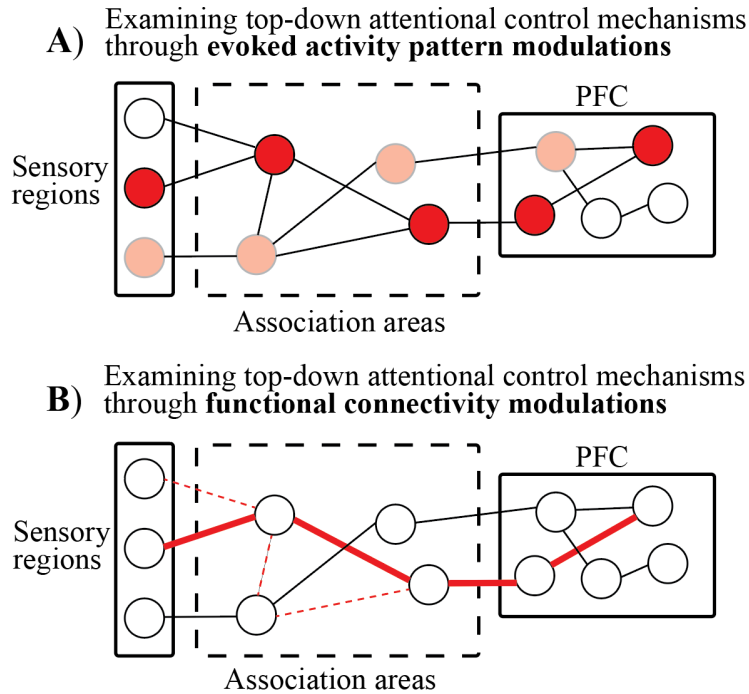 A) Examining top-down attentional control mechanisms
through evoked activity pattern modulations
PFC
Sensory
regions
Association areas
B) Examining top-down attentional control mechanisms
through functional connectivity modulations
PFC
Sensory
regions
Association areas